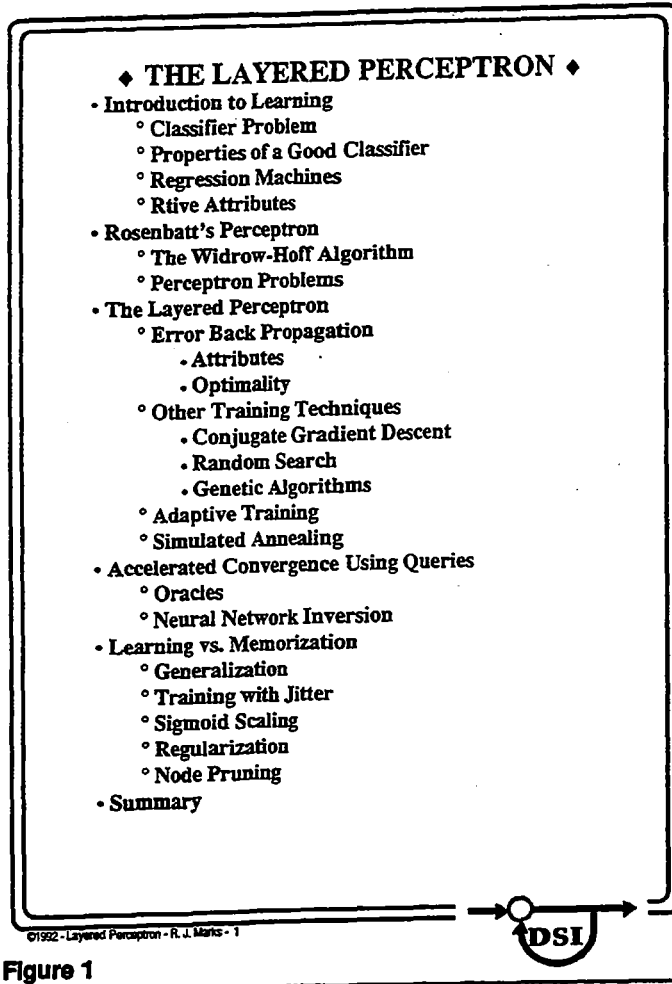 ♦ THE LAYERED PERCEPTRON ♦
• Introduction to Learning
° Classifier Problem
° Properties of a Good Classifier
° Regression Machines
° Rtive Attributes
• Rosenbatt's Perceptron
° The Widrow-Hoff Algorithm
° Perceptron Problems
• The Layered Perceptron
° Error Back Propagation
• Attributes
• Optimality
° Other Training Techniques
• Conjugate Gradient Descent
• Random Search
• Genetic Algorithms
° Adaptive Training
° Simulated Annealing
• Accelerated Convergence Using Queries
° Oracles
° Neural Network Inversion
• Learning vs. Memorization
° Generalization
° Training with Jitter
° Sigmoid Scaling
° Regularization
° Node Pruning
• Summary
©1992 - Layered Perceptron - R. J. Marks - 1
DSI
Figure 1